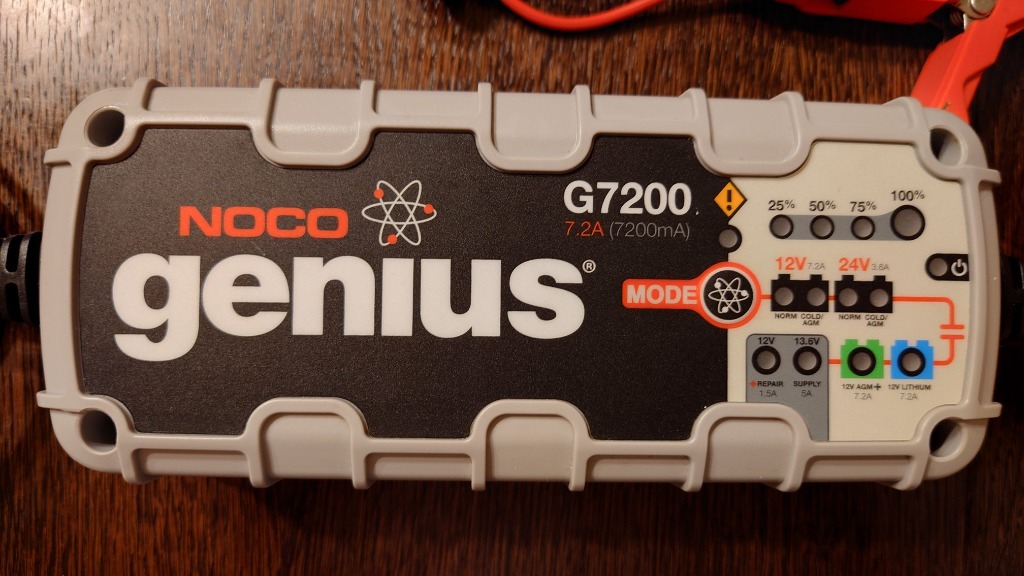 NOCO
genius®
G7200
7.2A (7200mA)
!
25% 50% 75% 100%
12V 7.2A 24V 3.6A
MODE
NORM COLD/AGM NORM COLD/AGM
12V 13.6V
+REPAIR SUPPLY 12V AGM+ 12V LITHIUM
1.5A 5A 7.2A 7.2A